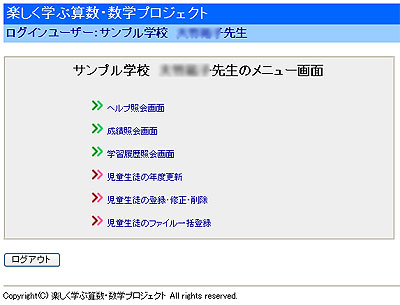 楽しく学ぶ算数・数学プロジェクト
ログインユーザー：サンプル学校 先生
サンプル学校 先生のメニュー画面
ヘルプ照会画面
成績照会画面
学習履歴照会画面
児童生徒の年度更新
児童生徒の登録・修正・削除
児童生徒のファイル一括登録
ログアウト
Copyright(C) 楽しく学ぶ算数・数学プロジェクト All rights reserved.